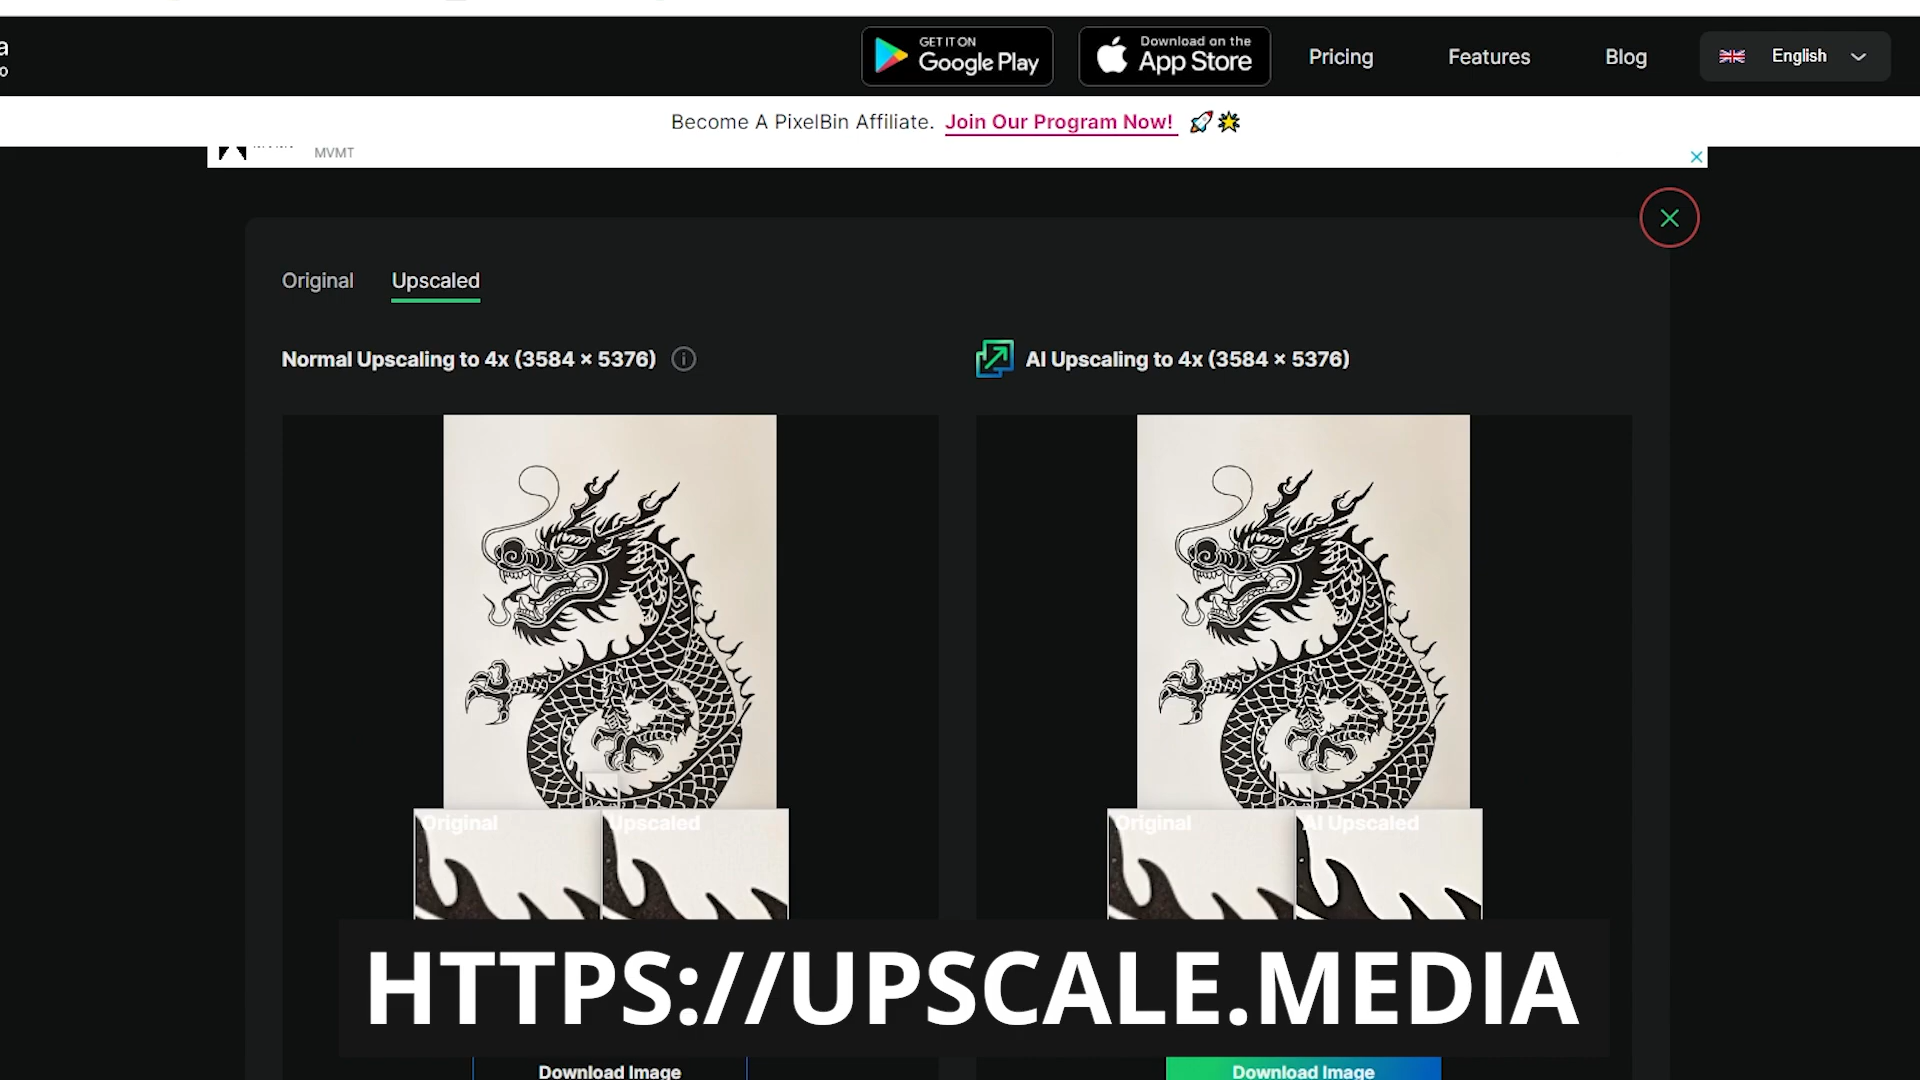 a
o
GET IT ON
Google Play
Download on the
App Store
Pricing
Features
Blog
English
Become A PixelBin Affiliate. Join Our Program Now! 🚀🌟
MVMT
Original
Upscaled
Normal Upscaling to 4x (3584 × 5376)
AI Upscaling to 4x (3584 × 5376)
Original
Upscaled
Original
AI Upscaled
HTTPS://UPSCALE.MEDIA
Download Image
Download Image